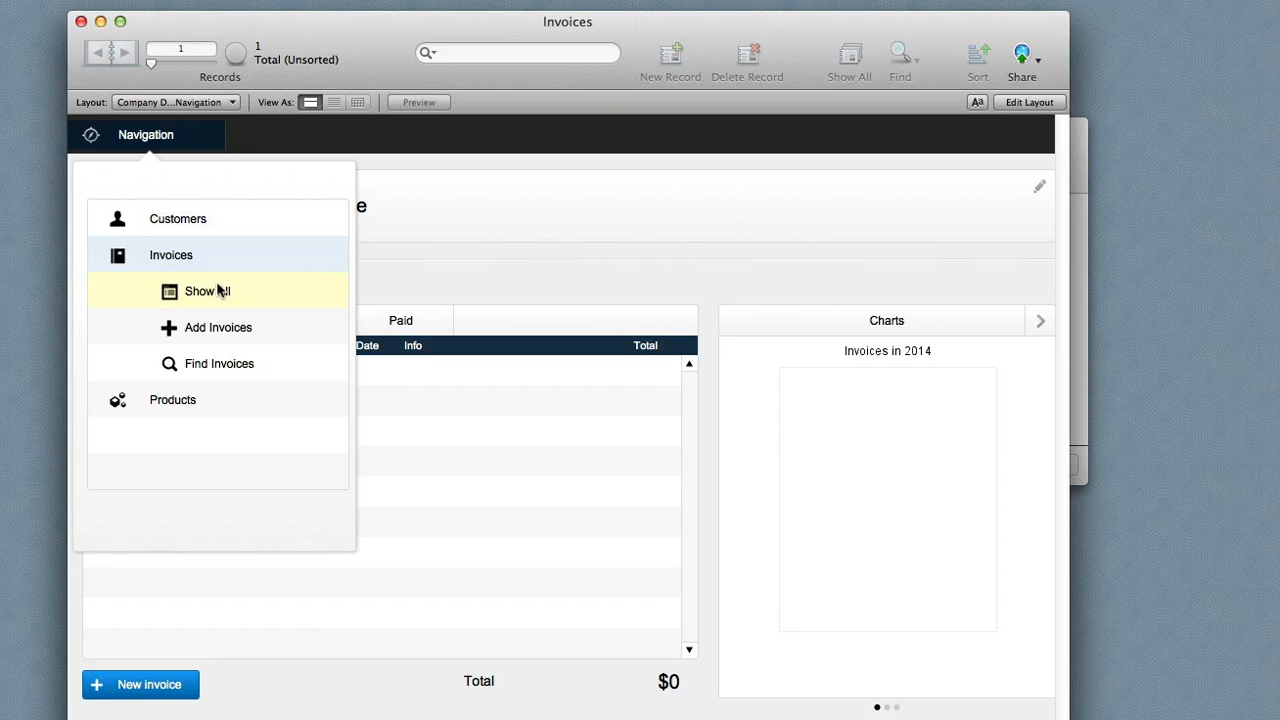 Invoices
1
1
Total (Unsorted)
Records
New Record
Delete Record
Show All
Find
Sort
Share
Layout:
Company D...Navigation
View As:
Preview
Aa
Edit Layout
Navigation
e
Customers
Invoices
Show All
Add Invoices
Find Invoices
Products
Paid
Date
Info
Total
Charts
Invoices in 2014
New invoice
Total
$0